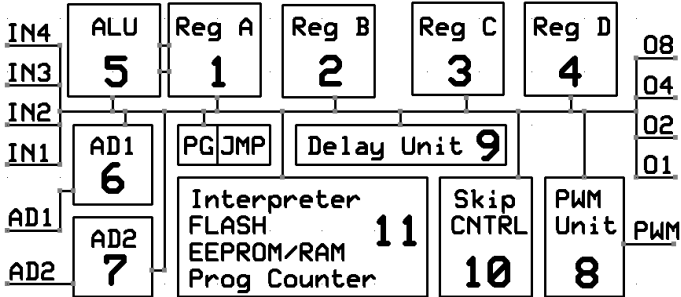 IN4
IN3
IN2
IN1
AD1
AD2
ALU
5
Reg A
1
Reg B
2
Reg C
3
Reg D
4
O8
O4
O2
O1
PWM
AD1
6
AD2
7
PG JMP
Delay Unit 9
Interpreter
FLASH
EEPROM/RAM
Prog Counter
11
Skip
CNTRL
10
PWM
Unit
8